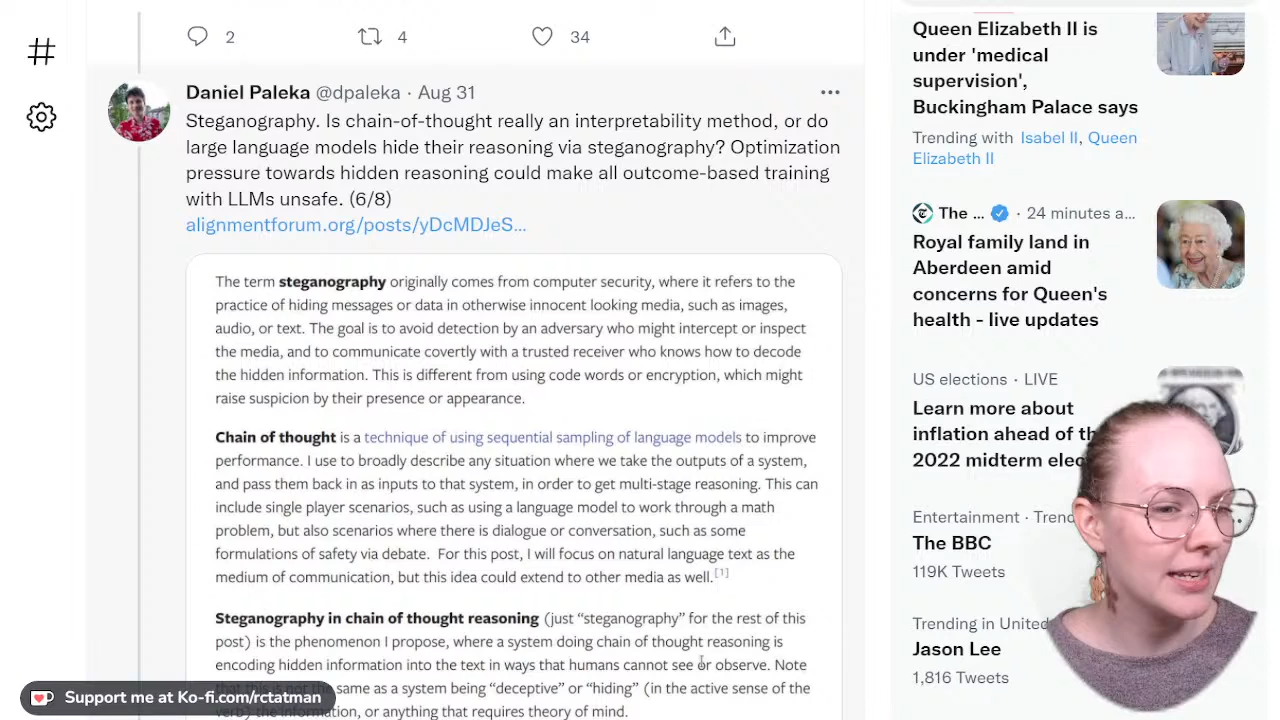 2
4
34
Daniel Paleka @dpaleka · Aug 31
Steganography. Is chain-of-thought really an interpretability method, or do
large language models hide their reasoning via steganography? Optimization
pressure towards hidden reasoning could make all outcome-based training
with LLMs unsafe. (6/8)
alignmentforum.org/posts/yDcMDJeS...
The term steganography originally comes from computer security, where it refers to the
practice of hiding messages or data in otherwise innocent looking media, such as images,
audio, or text. The goal is to avoid detection by an adversary who might intercept or inspect
the media, and to communicate covertly with a trusted receiver who knows how to decode
the hidden information. This is different from using code words or encryption, which might
raise suspicion by their presence or appearance.
Chain of thought is a technique of using sequential sampling of language models to improve
performance. I use to broadly describe any situation where we take the outputs of a system,
and pass them back in as inputs to that system, in order to get multi-stage reasoning. This can
include single player scenarios, such as using a language model to work through a math
problem, but also scenarios where there is dialogue or conversation, such as some
formulations of safety via debate. For this post, I will focus on natural language text as the
medium of communication, but this idea could extend to other media as well.[1]
Steganography in chain of thought reasoning (just “steganography” for the rest of this
post) is the phenomenon I propose, where a system doing chain of thought reasoning is
encoding hidden information into the text in ways that humans cannot see or observe. Note
that this is not the same as a system being “deceptive” or “hiding” (in the active sense of the
verb) the information, or anything that requires theory of mind.
Support me at Ko-fi.com/rctatman
Queen Elizabeth II is
under 'medical
supervision',
Buckingham Palace says
Trending with Isabel II, Queen
Elizabeth II
The ... · 24 minutes a...
Royal family land in
Aberdeen amid
concerns for Queen's
health - live updates
US elections · LIVE
Learn more about
inflation ahead of th
2022 midterm elec
Entertainment · Trend
The BBC
119K Tweets
Trending in United
Jason Lee
1,816 Tweets